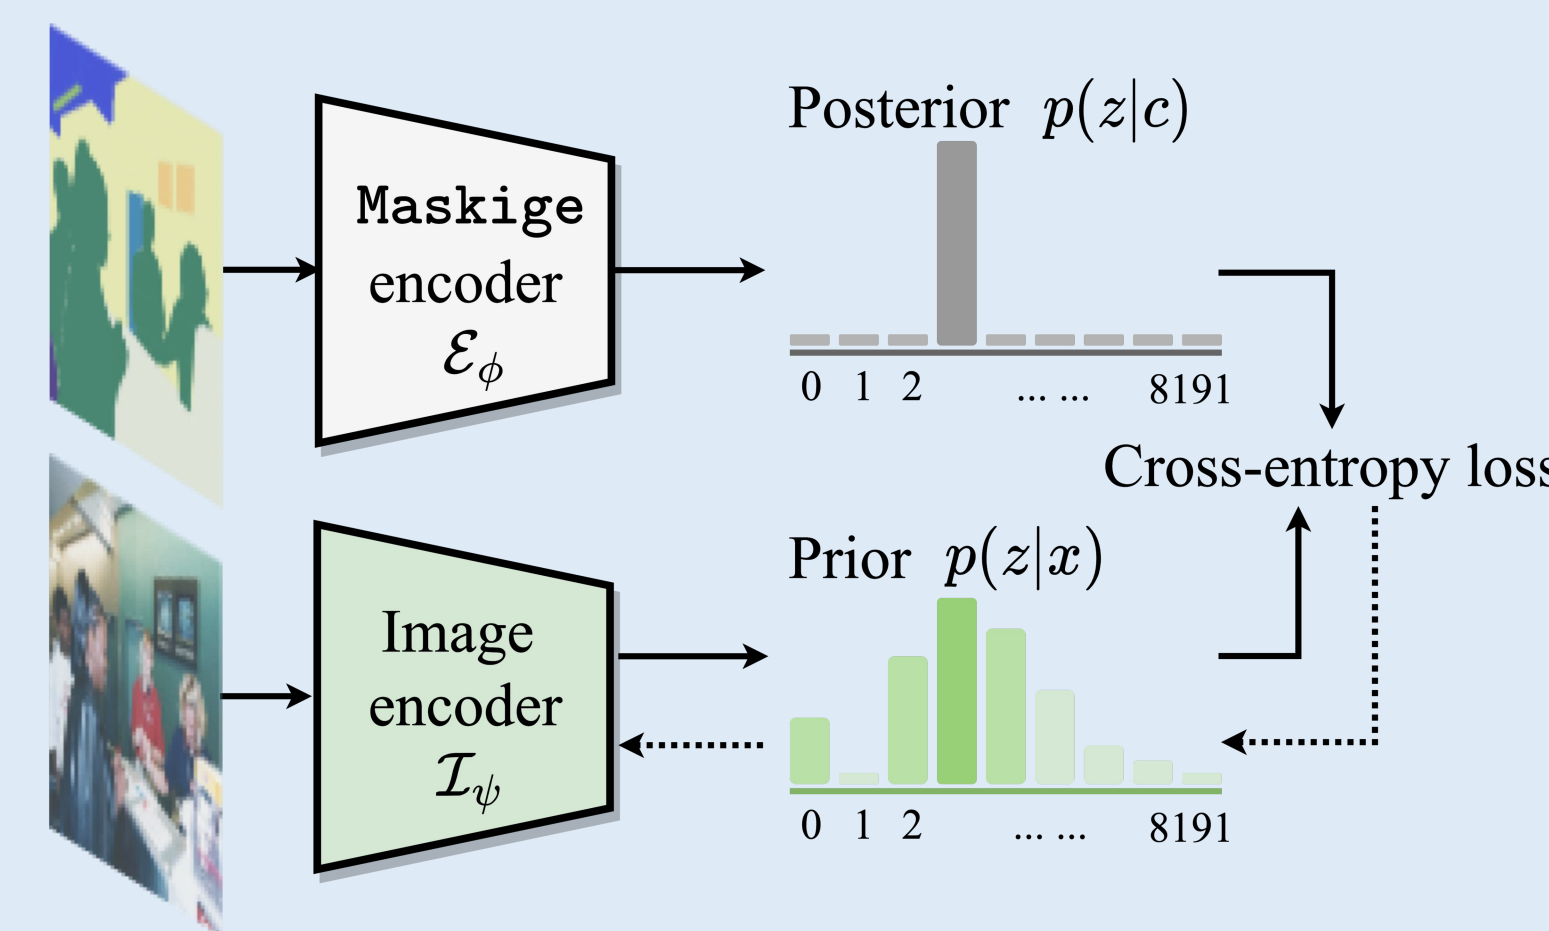 Posterior p(z|c)
Maskige
encoder
ℰ_ϕ
0 1 2 ... ... 8191
Cross-entropy loss
Prior p(z|x)
Image
encoder
ℐ_ψ
0 1 2 ... ... 8191